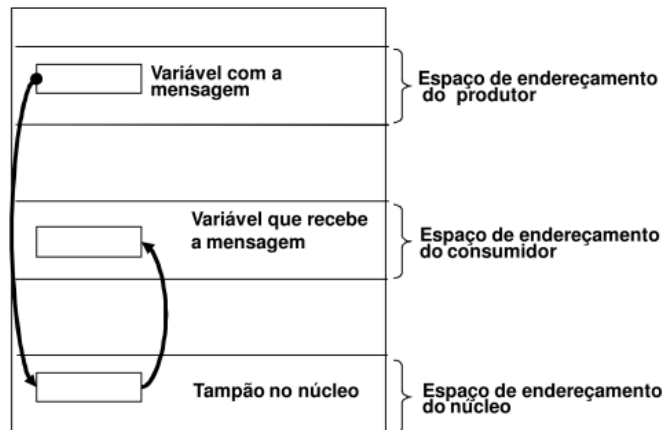 Variável com a
mensagem
Espaço de endereçamento
do produtor
Variável que recebe
a mensagem
Espaço de endereçamento
do consumidor
Tampão no núcleo
Espaço de endereçamento
do núcleo